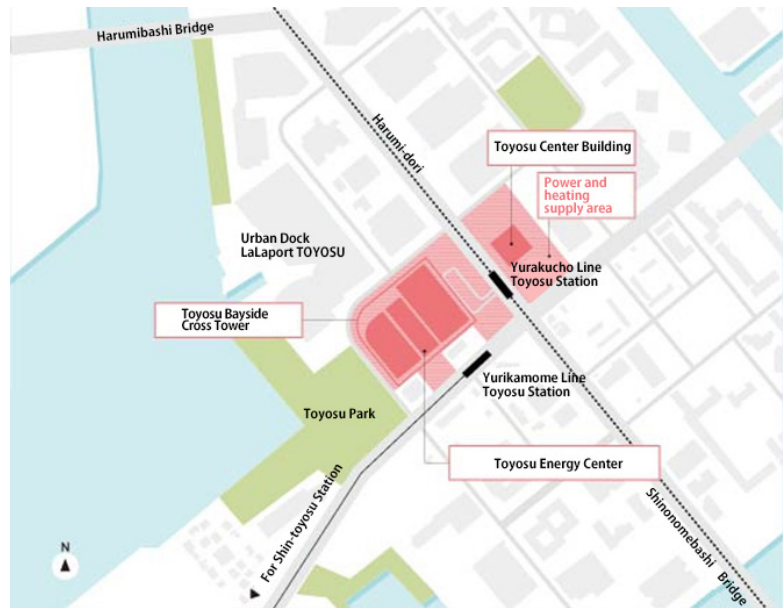 Harumibashi Bridge
Harumi-dori
Toyosu Center Building
Power and
heating
supply area
Urban Dock
LaLaport TOYOSU
Yurakucho Line
Toyosu Station
Toyosu Bayside
Cross Tower
Yurikamome Line
Toyosu Station
Toyosu Park
Toyosu Energy Center
For Shin-toyosu Station
Shinonomebashi Bridge
N